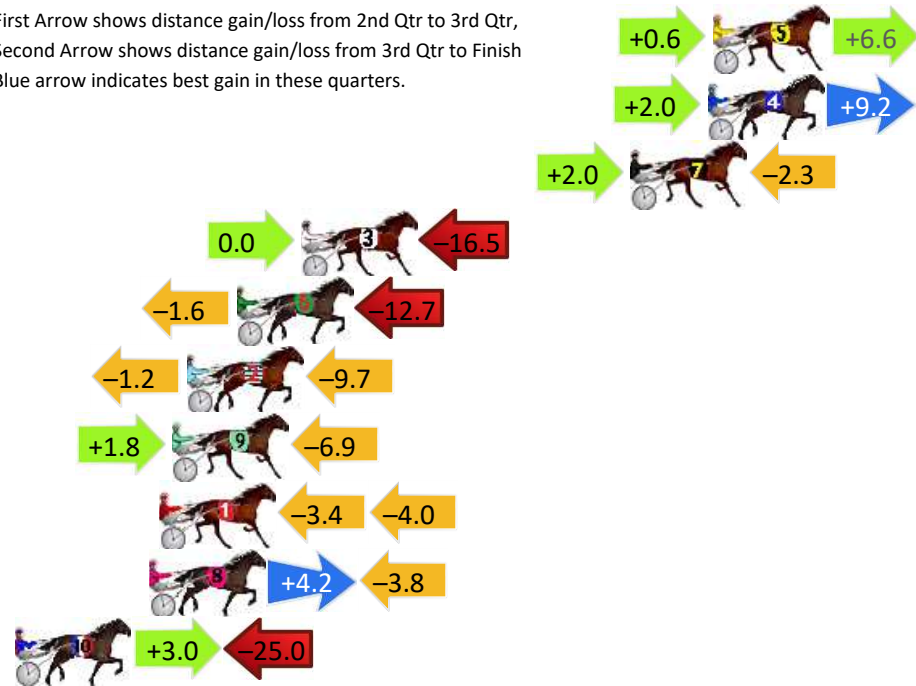 First Arrow shows distance gain/loss from 2nd Qtr to 3rd Qtr,
Second Arrow shows distance gain/loss from 3rd Qtr to Finish
Blue arrow indicates best gain in these quarters.
+0.6 5 +6.6
+2.0 4 +9.2
+2.0 7 −2.3
0.0 3 −16.5
−1.6 6 −12.7
−1.2 2 −9.7
+1.8 9 −6.9
1 −3.4 −4.0
8 +4.2 −3.8
10 +3.0 −25.0